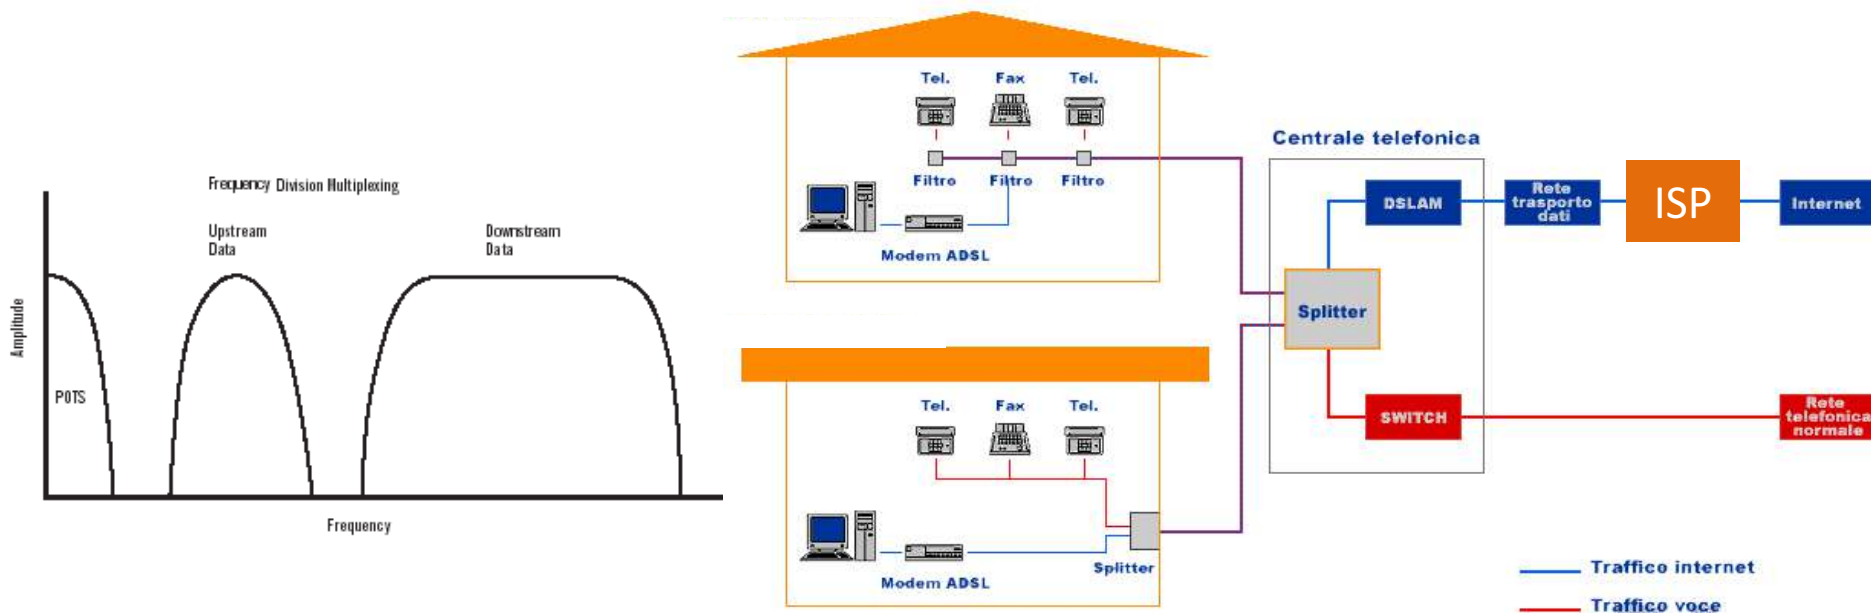 Frequency Division Multiplexing
Upstream
Data
Downstream
Data
Amplitude
POTS
Frequency
Tel.
Fax
Tel.
Filtro
Filtro
Filtro
Modem ADSL
Tel.
Fax
Tel.
Modem ADSL
Splitter
Centrale telefonica
DSLAM
Rete
trasporto
dati
ISP
Internet
Splitter
SWITCH
Rete
telefonica
normale
Traffico internet
Traffico voce